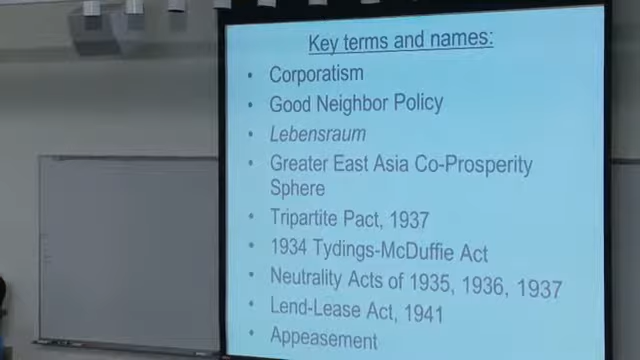 Key terms and names:
• Corporatism
• Good Neighbor Policy
• Lebensraum
• Greater East Asia Co-Prosperity
Sphere
• Tripartite Pact, 1937
• 1934 Tydings-McDuffie Act
• Neutrality Acts of 1935, 1936, 1937
• Lend-Lease Act, 1941
• Appeasement